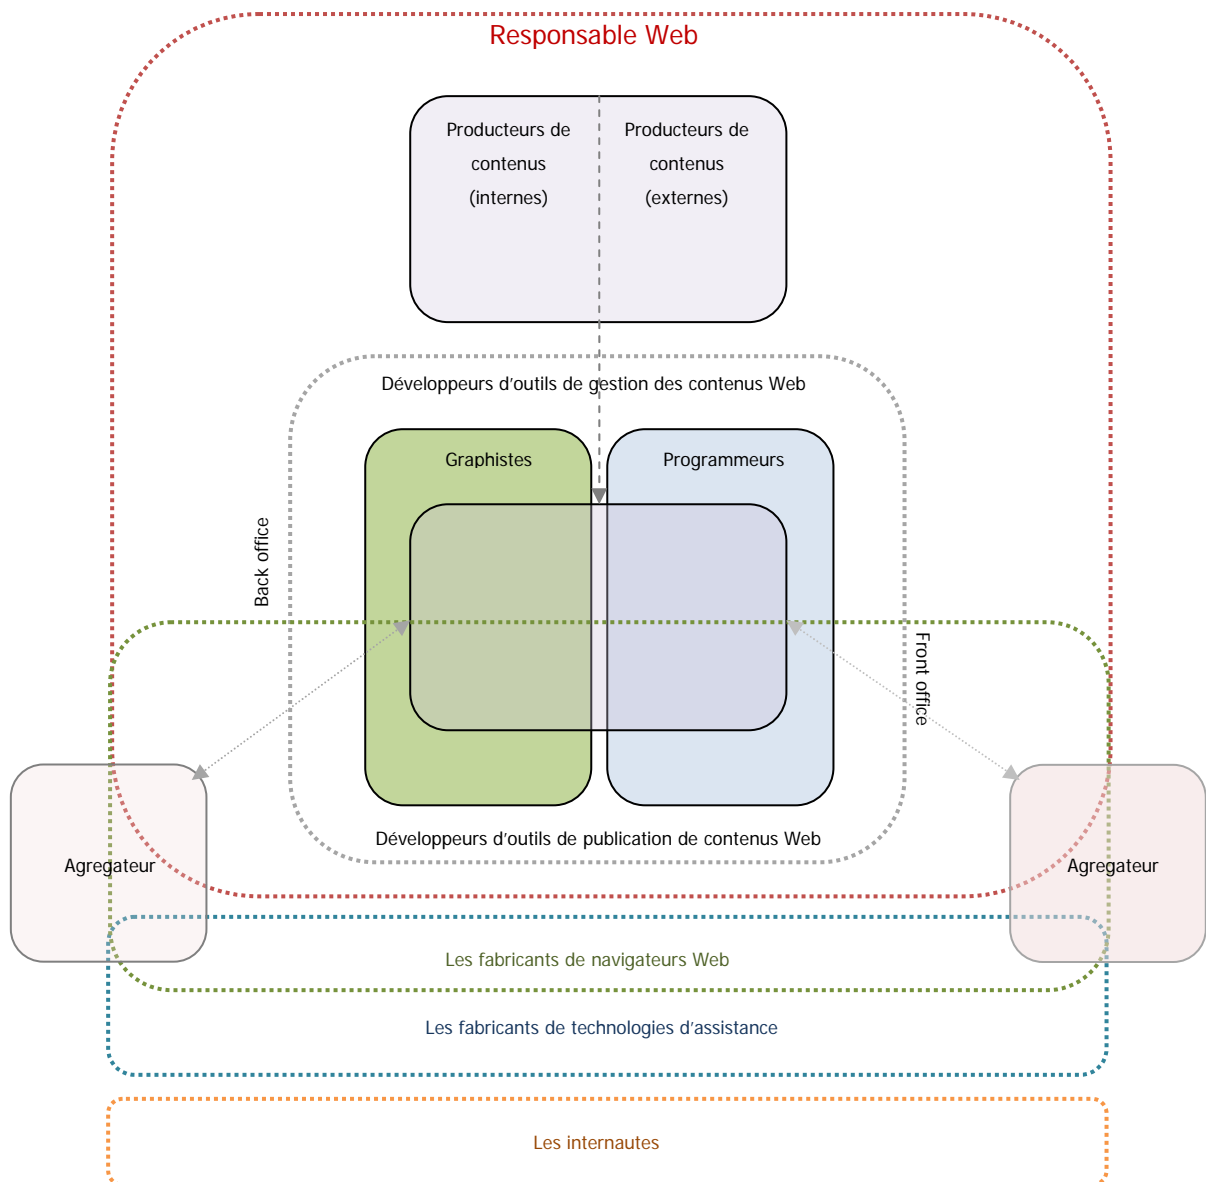 Responsable Web
Producteurs de
contenus
(internes)
Producteurs de
contenus
(externes)
Développeurs d'outils de gestion des contenus Web
Graphistes
Programmeurs
Back office
Front office
Développeurs d'outils de publication de contenus Web
Agregateur
Agregateur
Les fabricants de navigateurs Web
Les fabricants de technologies d'assistance
Les internautes